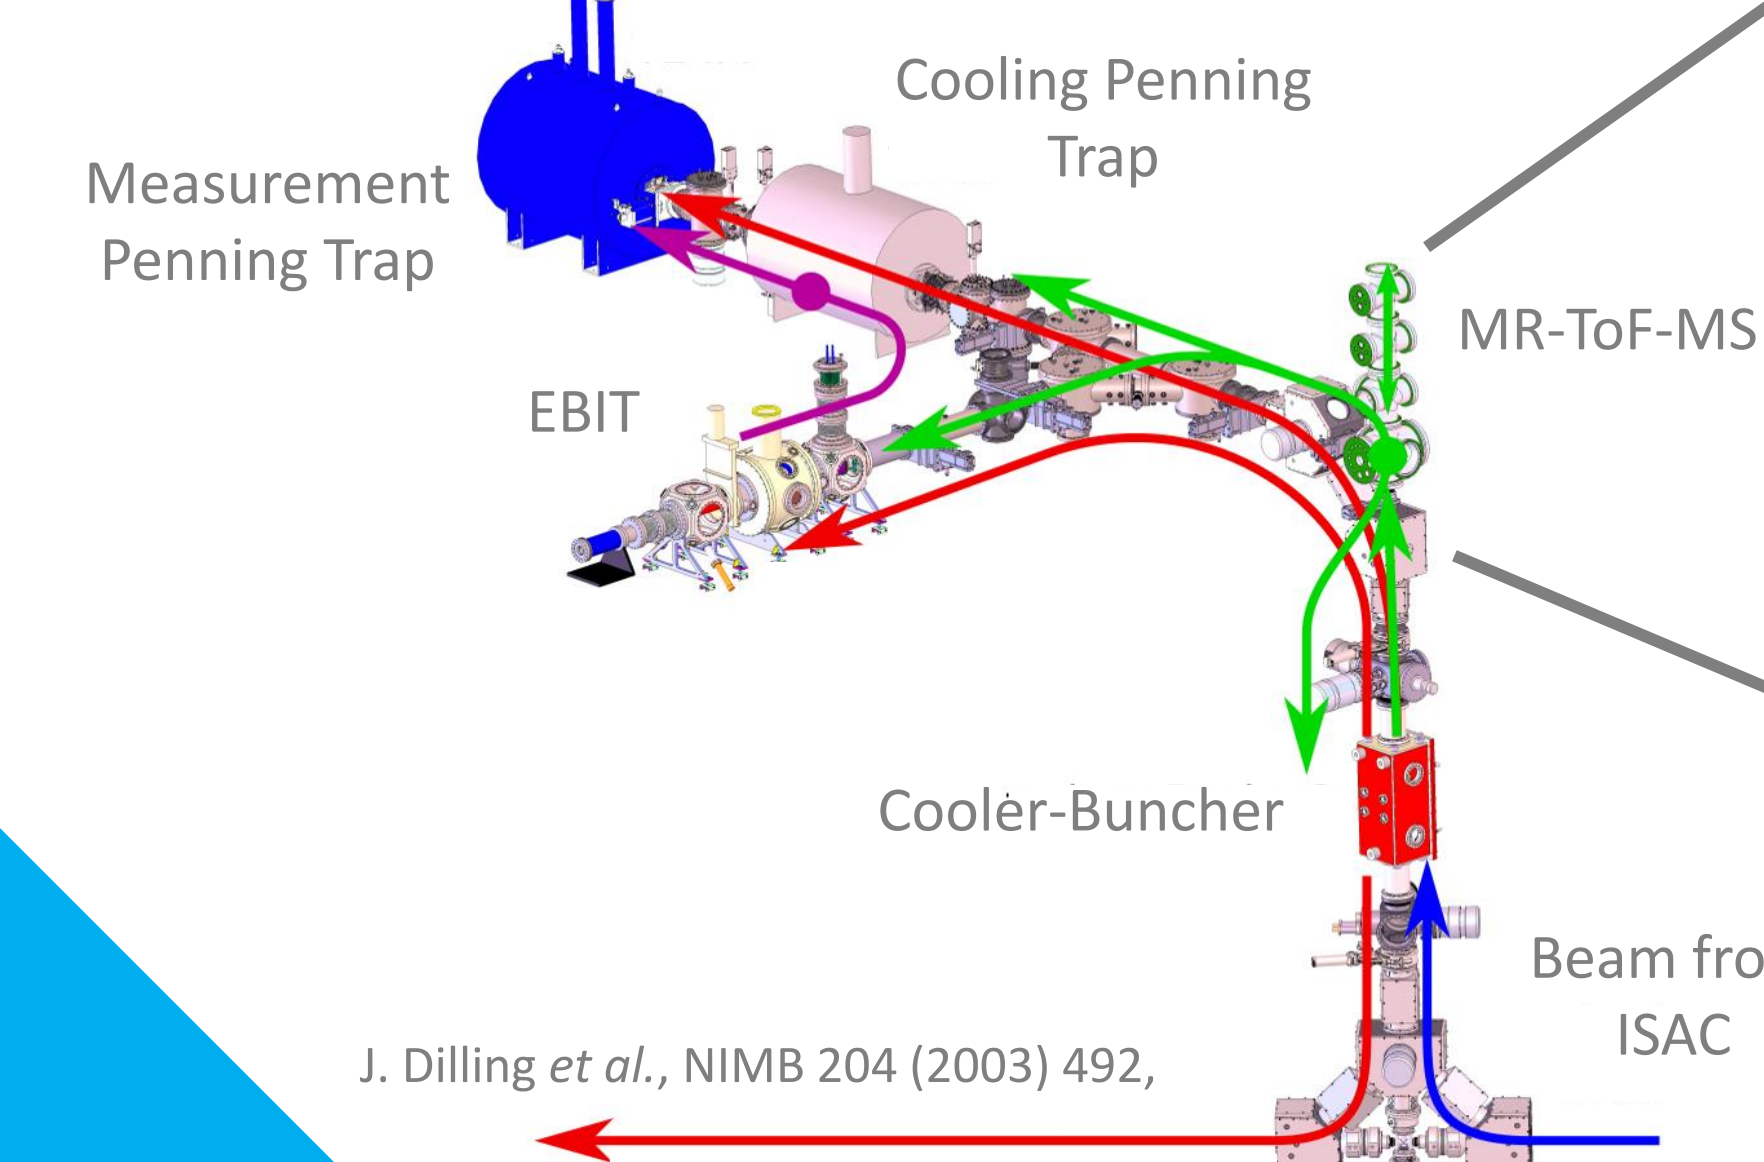 Cooling Penning
Trap
Measurement
Penning Trap
MR-ToF-MS
EBIT
Cooler-Buncher
Beam fro
ISAC
J. Dilling et al., NIMB 204 (2003) 492,